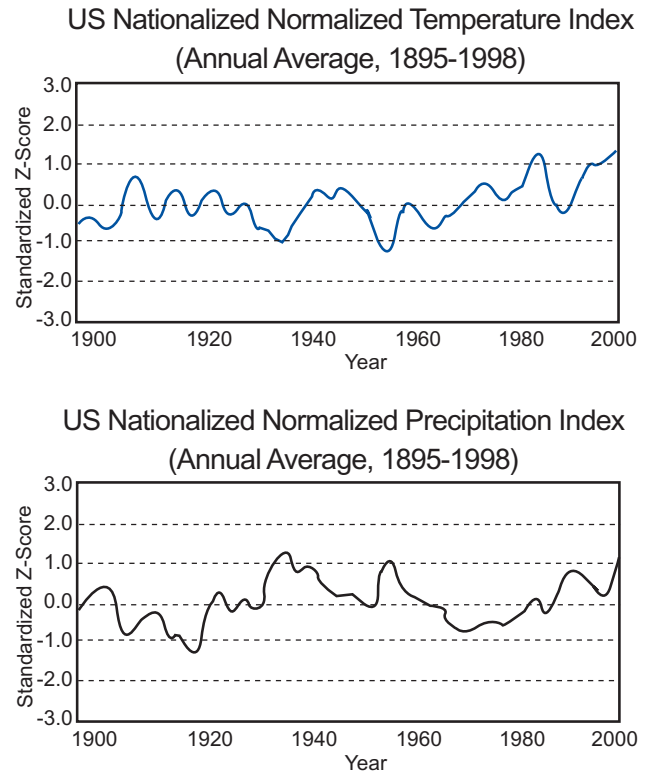 US Nationalized Normalized Temperature Index
(Annual Average, 1895-1998)
Standardized Z-Score
3.0
2.0
1.0
0.0
-1.0
-2.0
-3.0
1900 1920 1940 1960 1980 2000
Year
US Nationalized Normalized Precipitation Index
(Annual Average, 1895-1998)
Standardized Z-Score
3.0
2.0
1.0
0.0
-1.0
-2.0
-3.0
1900 1920 1940 1960 1980 2000
Year